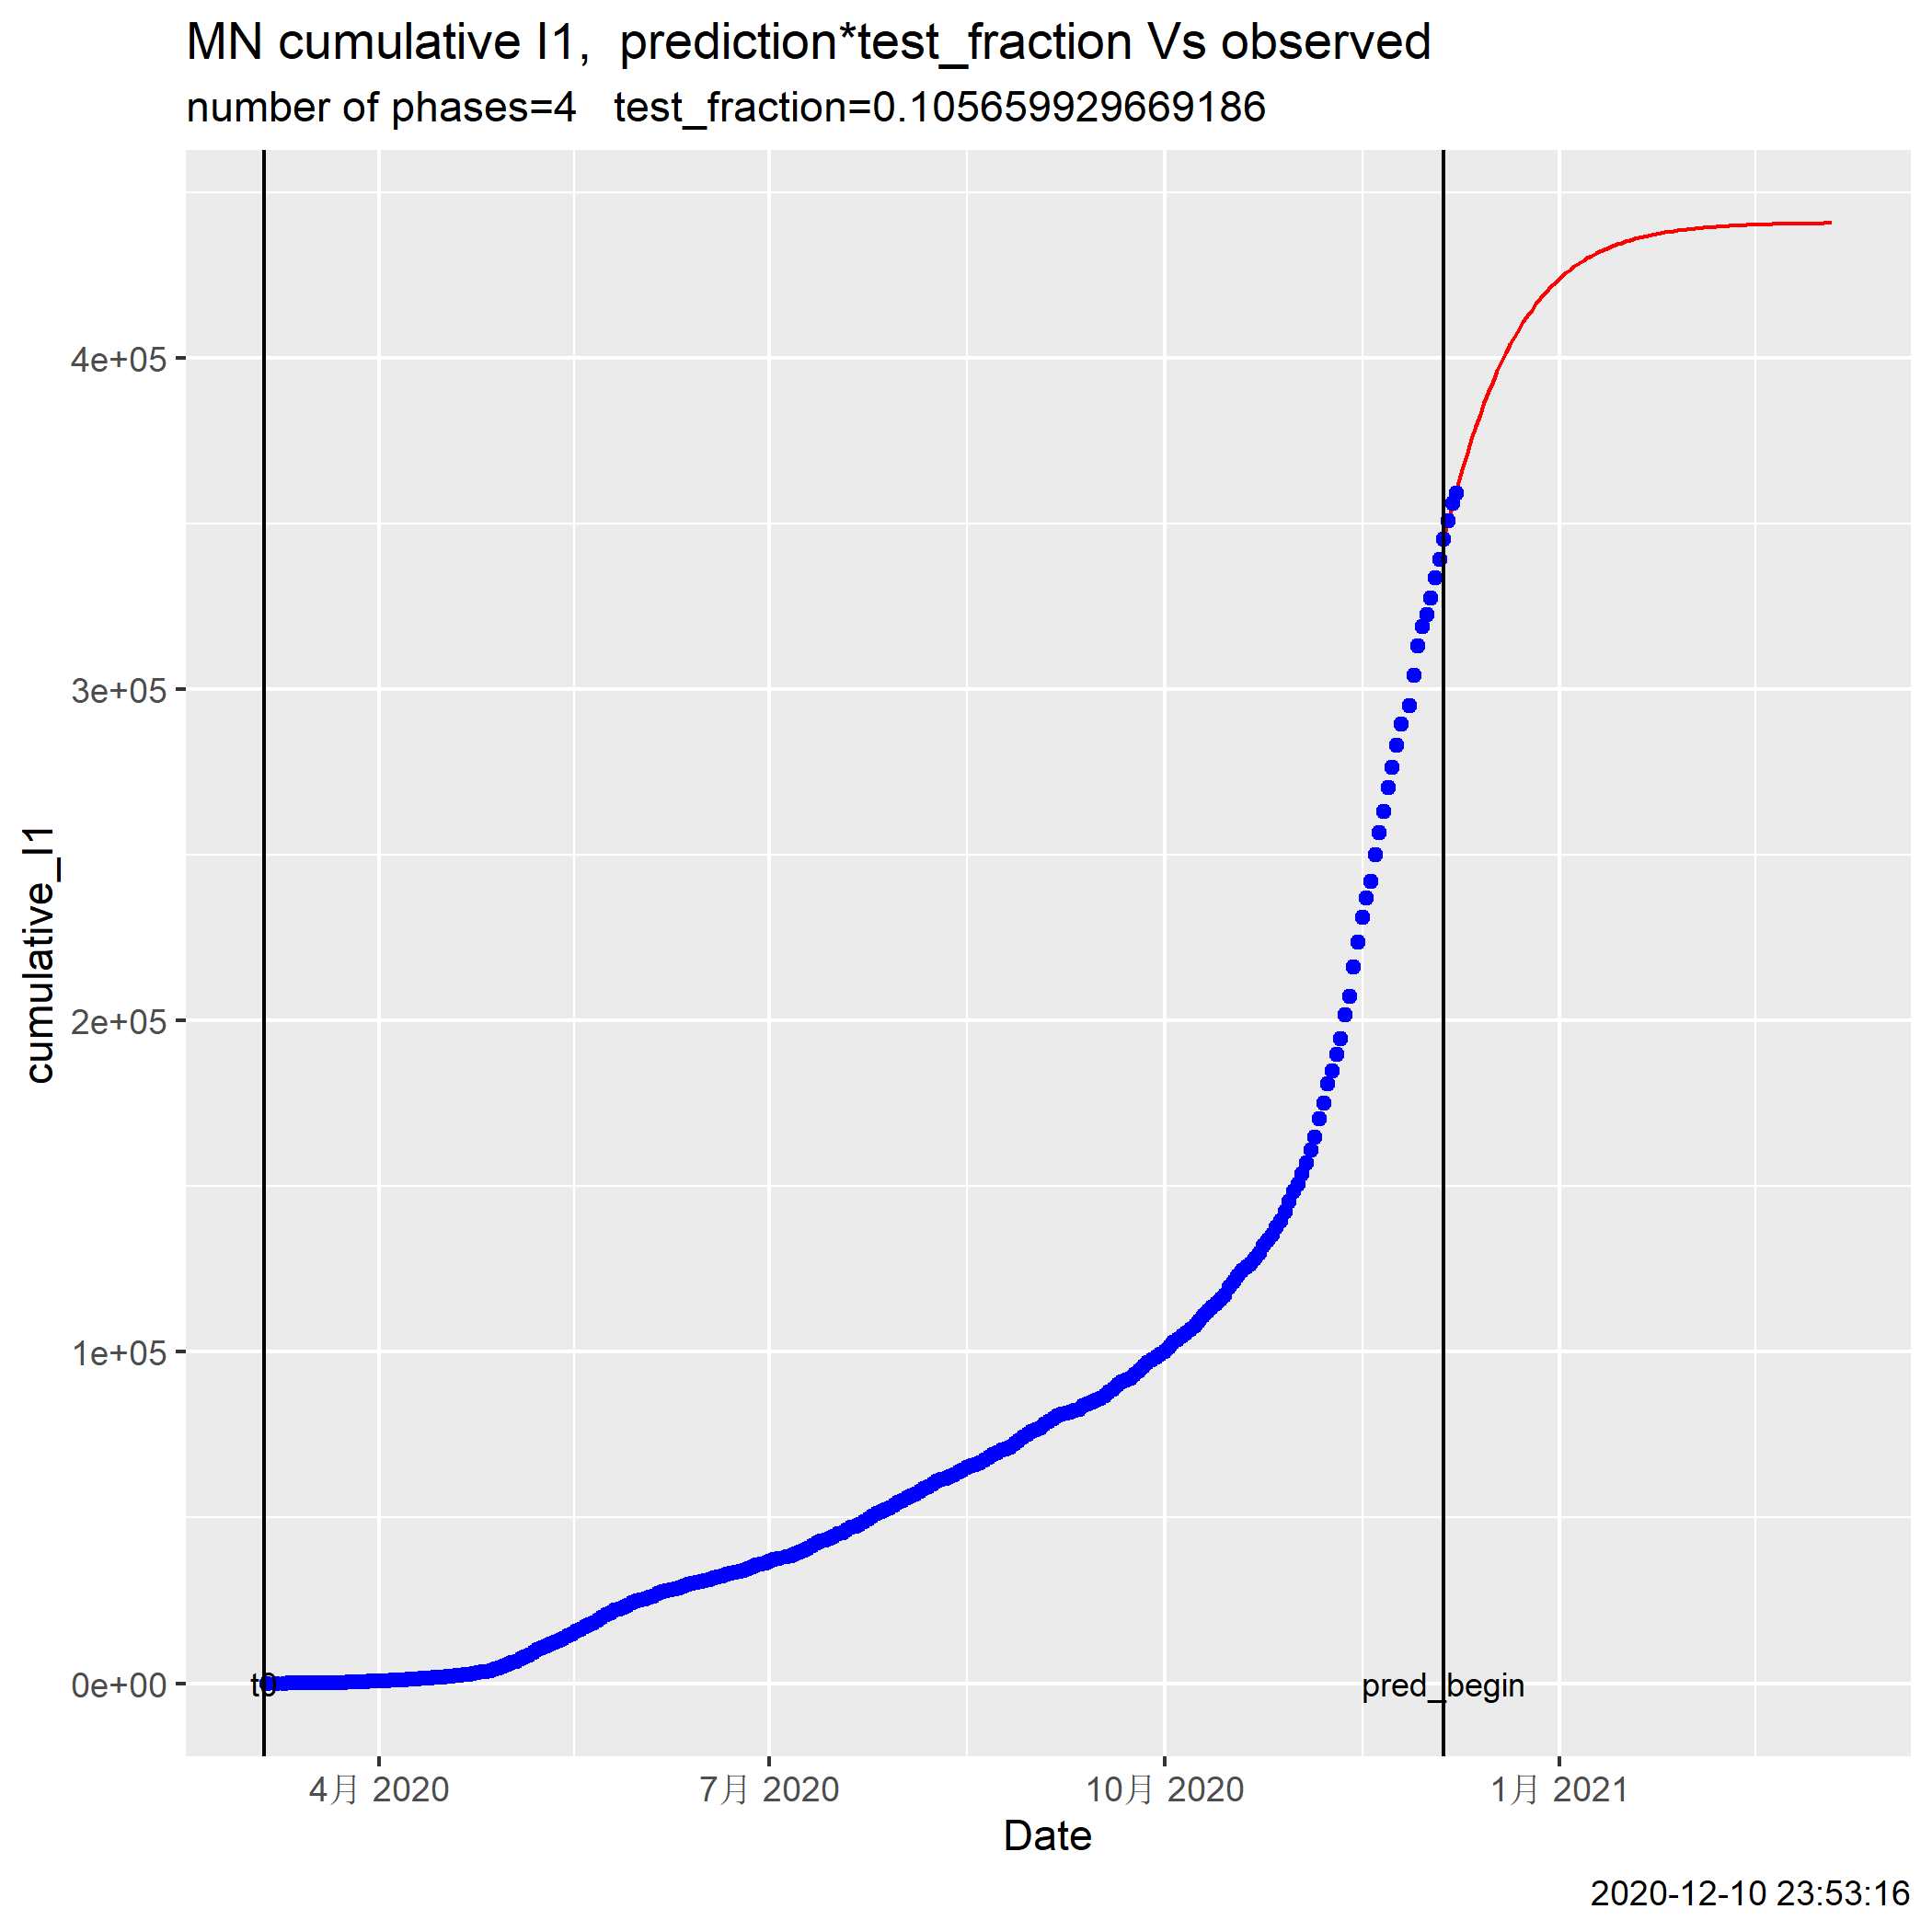 MN cumulative I1,  prediction*test_fraction Vs observed
number of phases=4   test_fraction=0.105659929669186
cumulative_I1
4e+05
3e+05
2e+05
1e+05
0e+00
t0
pred_begin
4月 2020
7月 2020
10月 2020
1月 2021
Date
2020-12-10 23:53:16